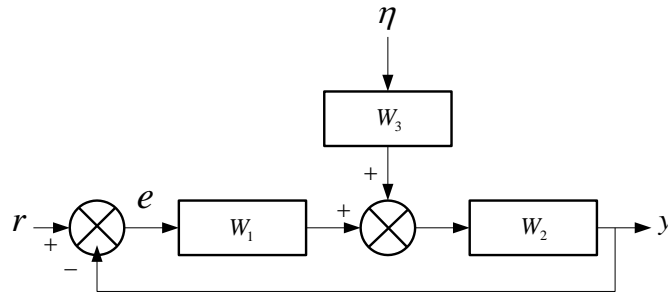 η
W₃
+
r
+
−
e
W₁
+
W₂
y